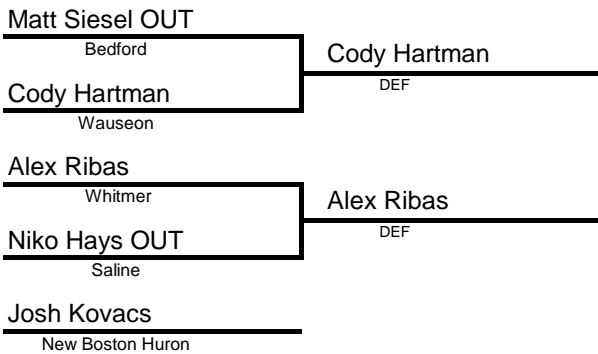 Matt Siesel OUT
Bedford
Cody Hartman
DEF
Cody Hartman
Wauseon
Alex Ribas
Whitmer
Alex Ribas
DEF
Niko Hays OUT
Saline
Josh Kovacs
New Boston Huron